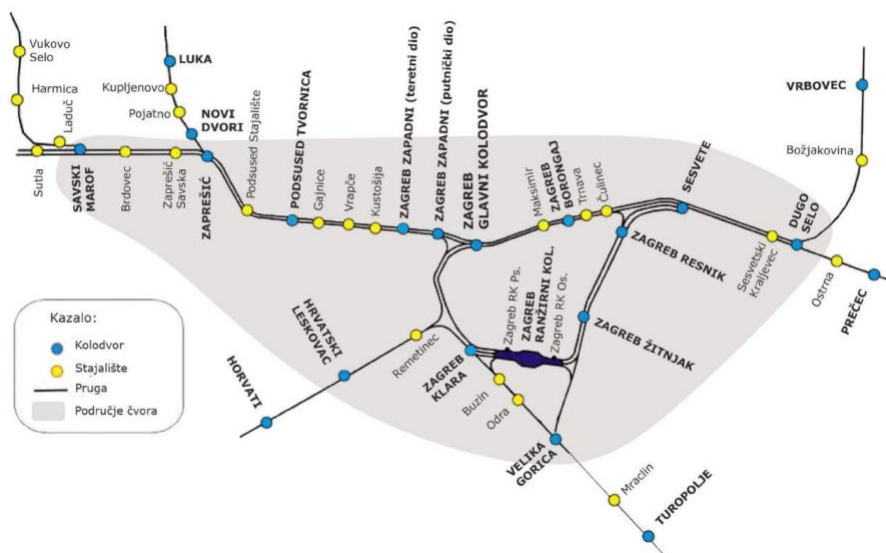 Vukovo
Selo
Harmica
Laduč
Sutla
SAVSKI
MAROF
Brdovec
Zaprešić
Savska
LUKA
Kupljenovo
Pojatno
NOVI
DVORI
ZAPREŠIĆ
Podsused Stajalište
PODSUSED TVORNICA
Gajnice
Vrapče
Kustošija
ZAGREB ZAPADNI (teretni dio)
ZAGREB ZAPADNI (putnički dio)
ZAGREB
GLAVNI KOLODVOR
Maksimir
ZAGREB
BORONGAJ
Trnava
Čulinec
SESVETE
ZAGREB RESNIK
ZAGREB ŽITNJAK
Sesvetski
Kraljevec
DUGO
SELO
VRBOVEC
Božjakovina
Ostrna
PREČEC
HORVATI
HRVATSKI
LESKOVAC
Remetinec
ZAGREB
KLARA
Zagreb RK Ps.
ZAGREB
RANŽIRNI KOL.
Zagreb RK Os.
Buzin
Odra
VELIKA
GORICA
Mraclin
TUROPOLJE
Kazalo:
Kolodvor
Stajalište
Pruga
Područje čvora